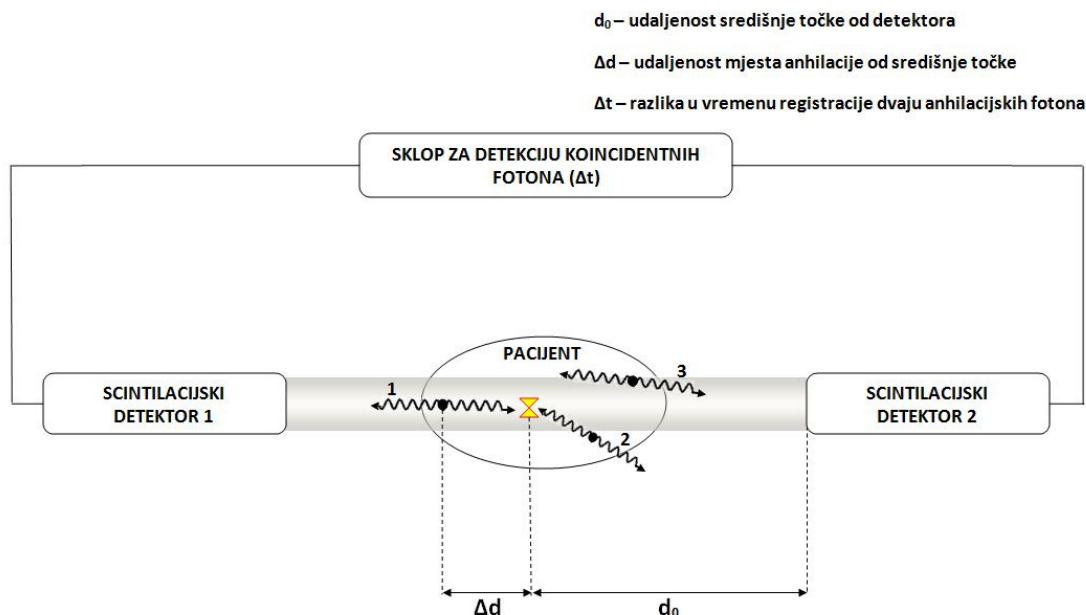 d₀ – udaljenost središnje točke od detektora
Δd – udaljenost mjesta anhilacije od središnje točke
Δt – razlika u vremenu registracije dvaju anhilacijskih fotona
SKLOP ZA DETEKCIJU KOINCIDENTNIH
FOTONA (Δt)
PACIJENT
SCINTILACIJSKI
DETEKTOR 1
1
2
3
SCINTILACIJSKI
DETEKTOR 2
Δd
d₀